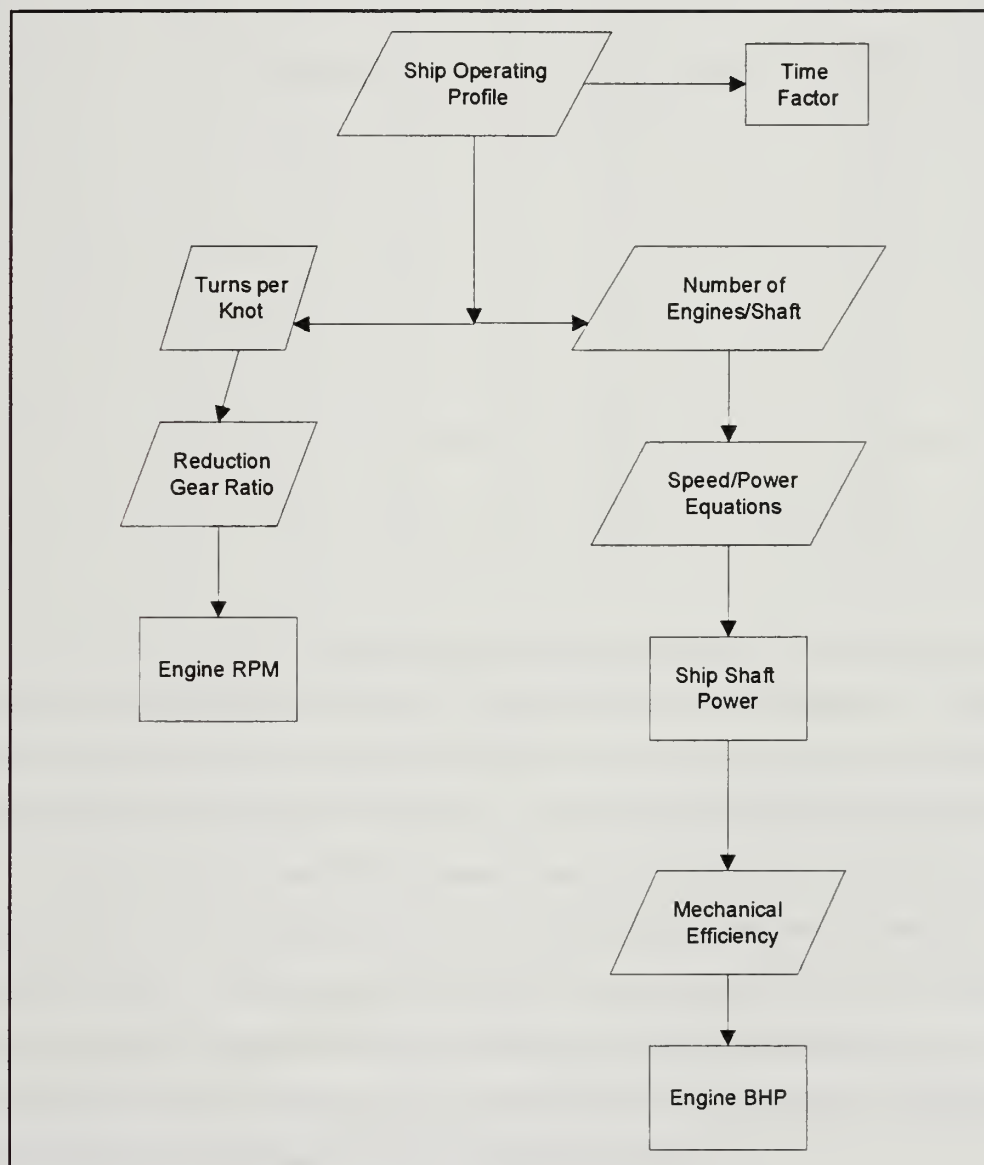 Ship Operating
Profile
Time
Factor
Turns per
Knot
Number of
Engines/Shaft
Reduction
Gear Ratio
Speed/Power
Equations
Engine RPM
Ship Shaft
Power
Mechanical
Efficiency
Engine BHP